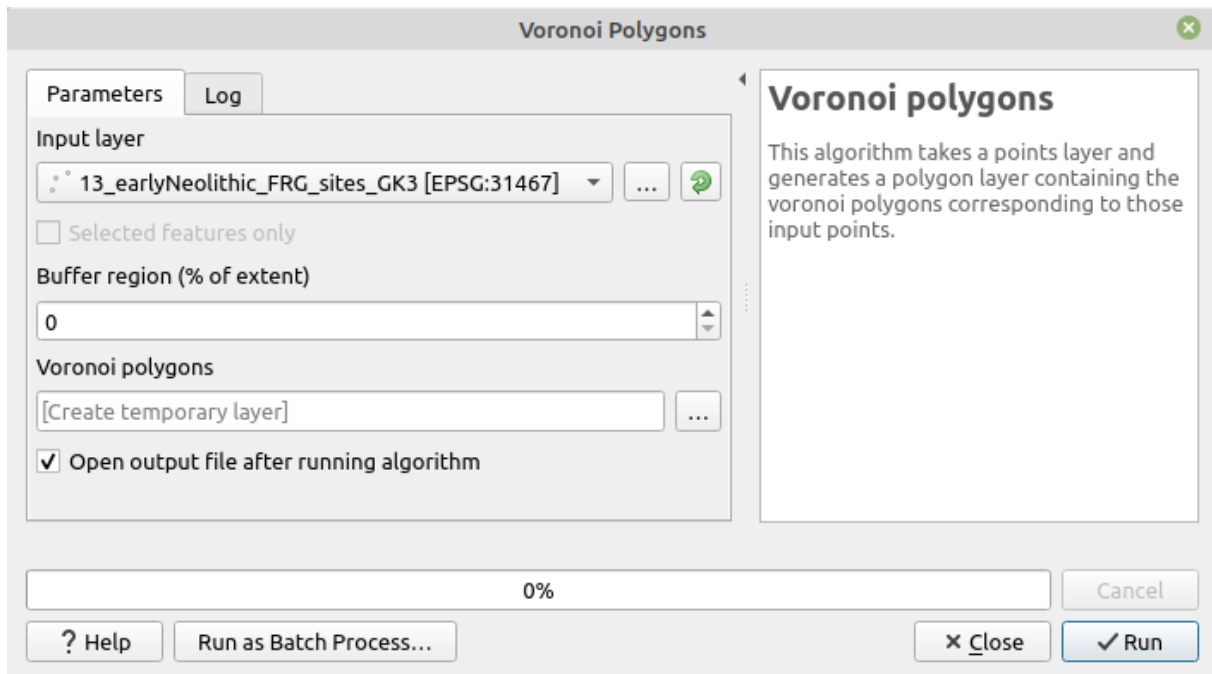 Voronoi Polygons
Parameters
Log
Input layer
13_earlyNeolithic_FRG_sites_GK3 [EPSG:31467]
...
Selected features only
Buffer region (% of extent)
0
Voronoi polygons
[Create temporary layer]
...
Open output file after running algorithm
Voronoi polygons
This algorithm takes a points layer and
generates a polygon layer containing the
voronoi polygons corresponding to those
input points.
0%
Cancel
? Help
Run as Batch Process...
Close
Run